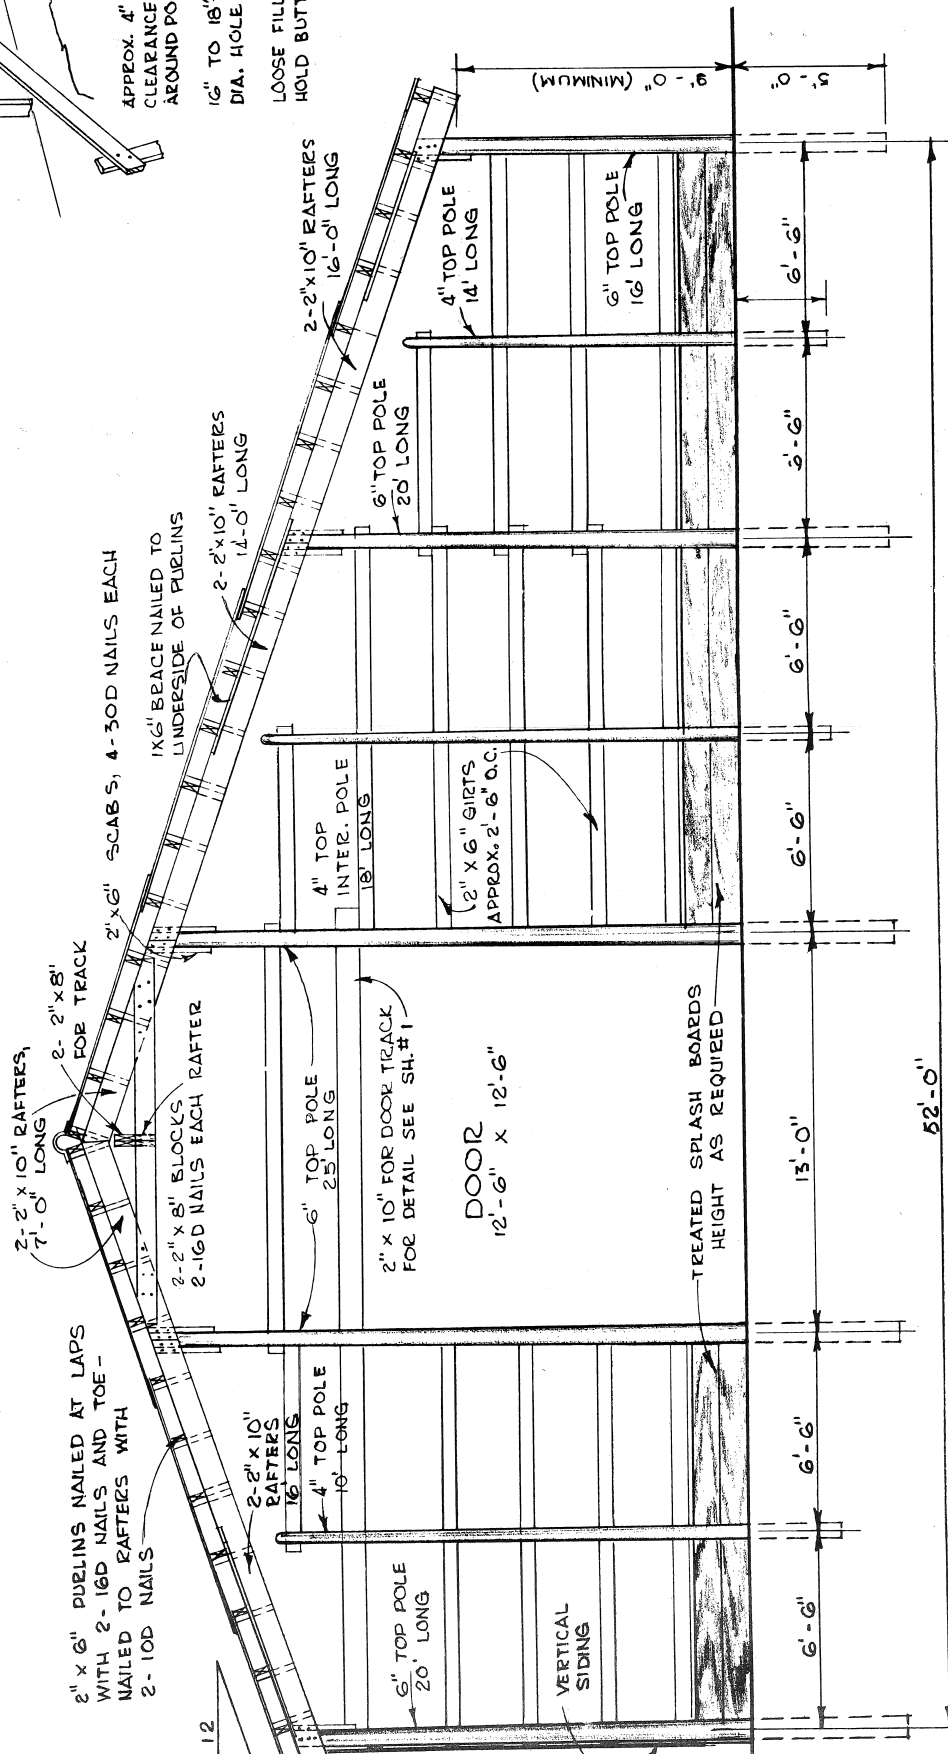 APPROX. 4"
CLEARANCE
AROUND PO
16" TO 18"
DIA. HOLE
LOOSE FILL
HOLD BUTT
2" x 6" PURLINS NAILED AT LAPS
WITH 2-16D NAILS AND TOE-
NAILED TO RAFTERS WITH
2-10D NAILS
12
2-2"x10" RAFTERS,
7'-0" LONG
2-2"x8"
FOR TRACK
2"x6" SCABS, 4-30D NAILS EACH
1X6" BRACE NAILED TO
UNDERSIDE OF PURLINS
2-2"x10" RAFTERS
14'-0" LONG
2-2"x10" RAFTERS
16'-0" LONG
2-2"x8" BLOCKS
2-16D NAILS EACH RAFTER
2-2"x10"
RAFTERS
16' LONG
4" TOP POLE
10' LONG
6" TOP POLE
20' LONG
VERTICAL
SIDING
6" TOP POLE
25' LONG
2" x 10" FOR DOOR TRACK
FOR DETAIL SEE SH. #1
DOOR
12'-6" x 12'-6"
4" TOP
INTER. POLE
18' LONG
2" x 6" GIRTS
APPROX. 2'-6" O.C.
6" TOP POLE
20' LONG
4" TOP POLE
14' LONG
6" TOP POLE
16' LONG
TREATED SPLASH BOARDS
HEIGHT AS REQUIRED
9'-0" (MINIMUM)
5'-0"
6'-6"
6'-6"
13'-0"
6'-6"
6'-6"
6'-6"
6'-6"
52'-0"